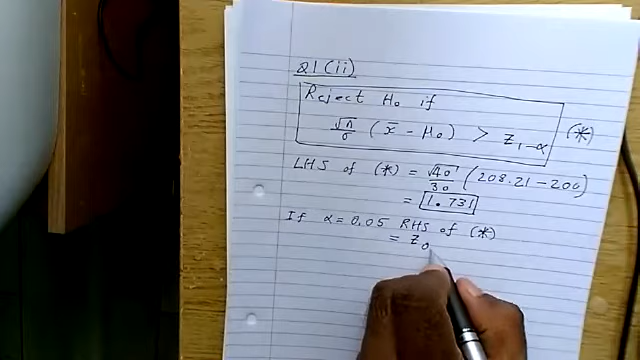 Q1(ii)
Reject H₀ if
√n/σ (x̄ - μ₀) > z₁₋α (*)
LHS of (*) = √40/30 (208.21 - 200)
= 1.731
If α = 0.05 RHS of (*)
= z₀